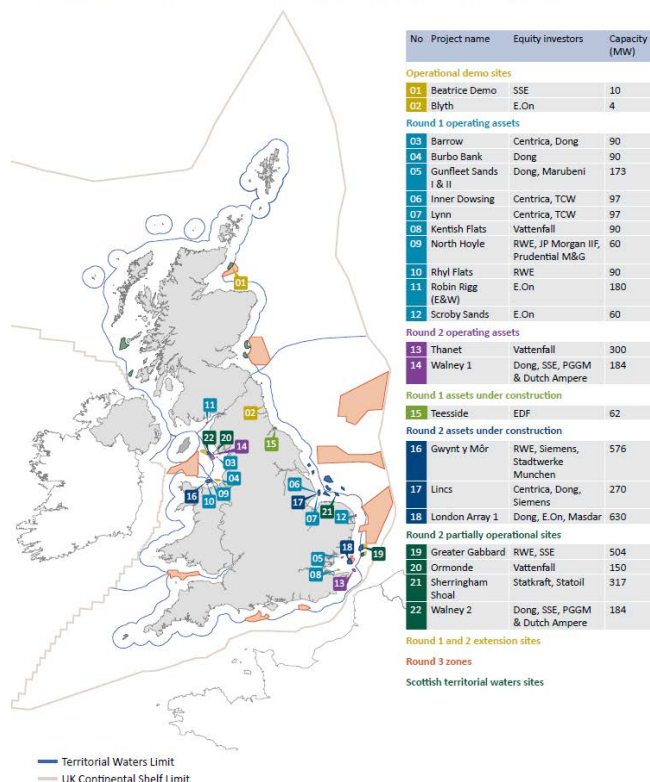 No Project name Equity investors Capacity
(MW)
Operational demo sites
01 Beatrice Demo SSE 10
02 Blyth E.On 4
Round 1 operating assets
03 Barrow Centrica, Dong 90
04 Burbo Bank Dong 90
05 Gunfleet Sands Dong, Marubeni 173
I & II
06 Inner Dowsing Centrica, TCW 97
07 Lynn Centrica, TCW 97
08 Kentish Flats Vattenfall 90
09 North Hoyle RWE, JP Morgan IIF, 60
Prudential M&G
10 Rhyl Flats RWE 90
11 Robin Rigg E.On 180
(E&W)
12 Scroby Sands E.On 60
Round 2 operating assets
13 Thanet Vattenfall 300
14 Walney 1 Dong, SSE, PGGM 184
& Dutch Ampere
Round 1 assets under construction
15 Teesside EDF 62
Round 2 assets under construction
16 Gwynt y Môr RWE, Siemens, 576
Stadtwerke
Munchen
17 Lincs Centrica, Dong, 270
Siemens
18 London Array 1 Dong, E.On, Masdar 630
Round 2 partially operational sites
19 Greater Gabbard RWE, SSE 504
20 Ormonde Vattenfall 150
21 Sherringham Statkraft, Statoil 317
Shoal
22 Walney 2 Dong, SSE, PGGM 184
& Dutch Ampere
Round 1 and 2 extension sites
Round 3 zones
Scottish territorial waters sites
01
11
02
22 20
14
15
03
04
06
16
09
10
17
21
12
07
18
05
19
08
13
Territorial Waters Limit
UK Continental Shelf Limit